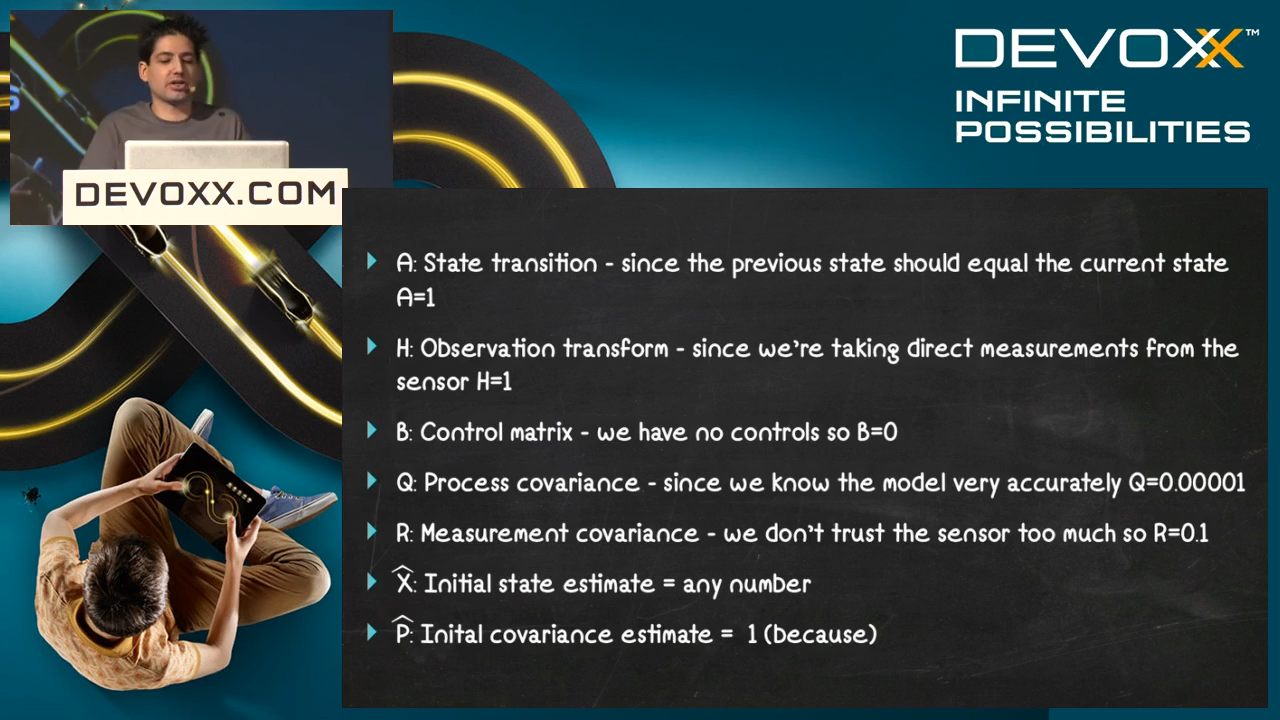 DEVOXX™
INFINITE
POSSIBILITIES
DEVOXX.COM
A: State transition - since the previous state should equal the current state
A=1
H: Observation transform - since we're taking direct measurements from the
sensor H=1
B: Control matrix - we have no controls so B=0
Q: Process covariance - since we know the model very accurately Q=0.00001
R: Measurement covariance - we don't trust the sensor too much so R=0.1
X̂: Initial state estimate = any number
P̂: Inital covariance estimate = 1 (because)